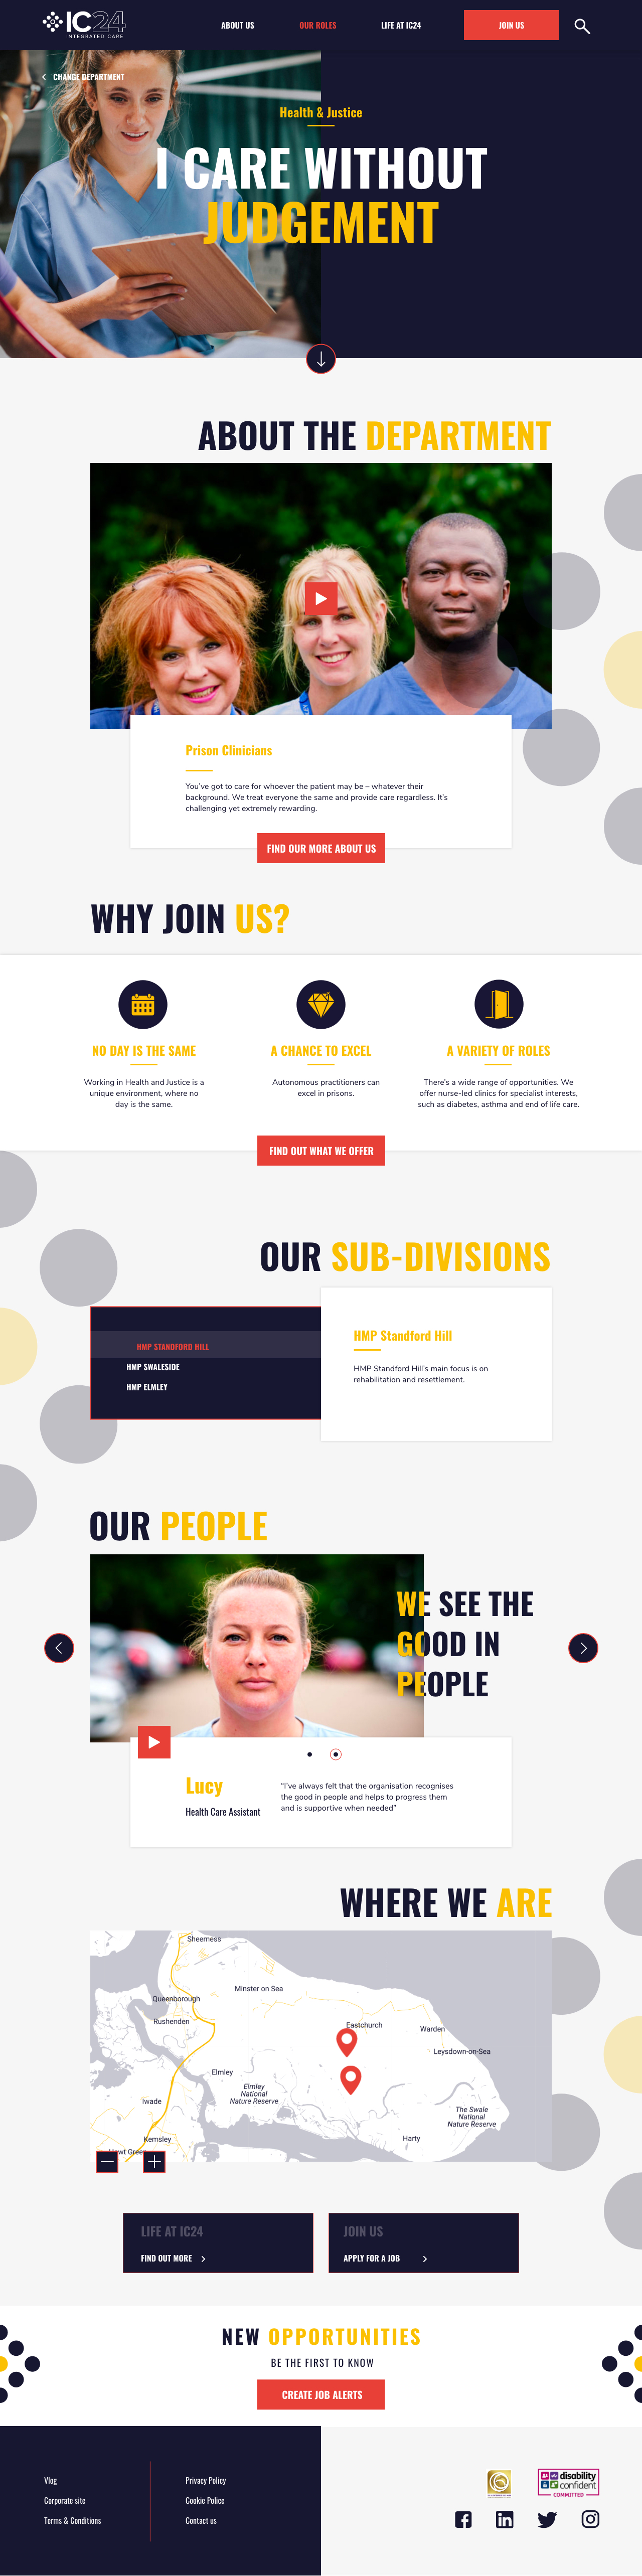 IC24
INTEGRATED CARE
ABOUT US
OUR ROLES
LIFE AT IC24
JOIN US
CHANGE DEPARTMENT
Health & Justice
I CARE WITHOUT
JUDGEMENT
ABOUT THE DEPARTMENT
Prison Clinicians
You've got to care for whoever the patient may be – whatever their
background. We treat everyone the same and provide care regardless. It's
challenging yet extremely rewarding.
FIND OUR MORE ABOUT US
WHY JOIN US?
NO DAY IS THE SAME
Working in Health and Justice is a
unique environment, where no
day is the same.
A CHANCE TO EXCEL
Autonomous practitioners can
excel in prisons.
A VARIETY OF ROLES
There's a wide range of opportunities. We
offer nurse-led clinics for specialist interests,
such as diabetes, asthma and end of life care.
FIND OUT WHAT WE OFFER
OUR SUB-DIVISIONS
HMP STANDFORD HILL
HMP SWALESIDE
HMP ELMLEY
HMP Standford Hill
HMP Standford Hill's main focus is on
rehabilitation and resettlement.
OUR PEOPLE
WE SEE THE
GOOD IN
PEOPLE
Lucy
Health Care Assistant
"I've always felt that the organisation recognises
the good in people and helps to progress them
and is supportive when needed"
WHERE WE ARE
Sheerness
Minster on Sea
Queenborough
Rushenden
Eastchurch
Warden
Leysdown-on-Sea
Elmley
Elmley
National
Nature Reserve
Iwade
The Swale
National
Nature Reserve
Kemsley
Harty
LIFE AT IC24
FIND OUT MORE
JOIN US
APPLY FOR A JOB
NEW OPPORTUNITIES
BE THE FIRST TO KNOW
CREATE JOB ALERTS
Vlog
Corporate site
Terms & Conditions
Privacy Policy
Cookie Police
Contact us
disability
confident
COMMITTED